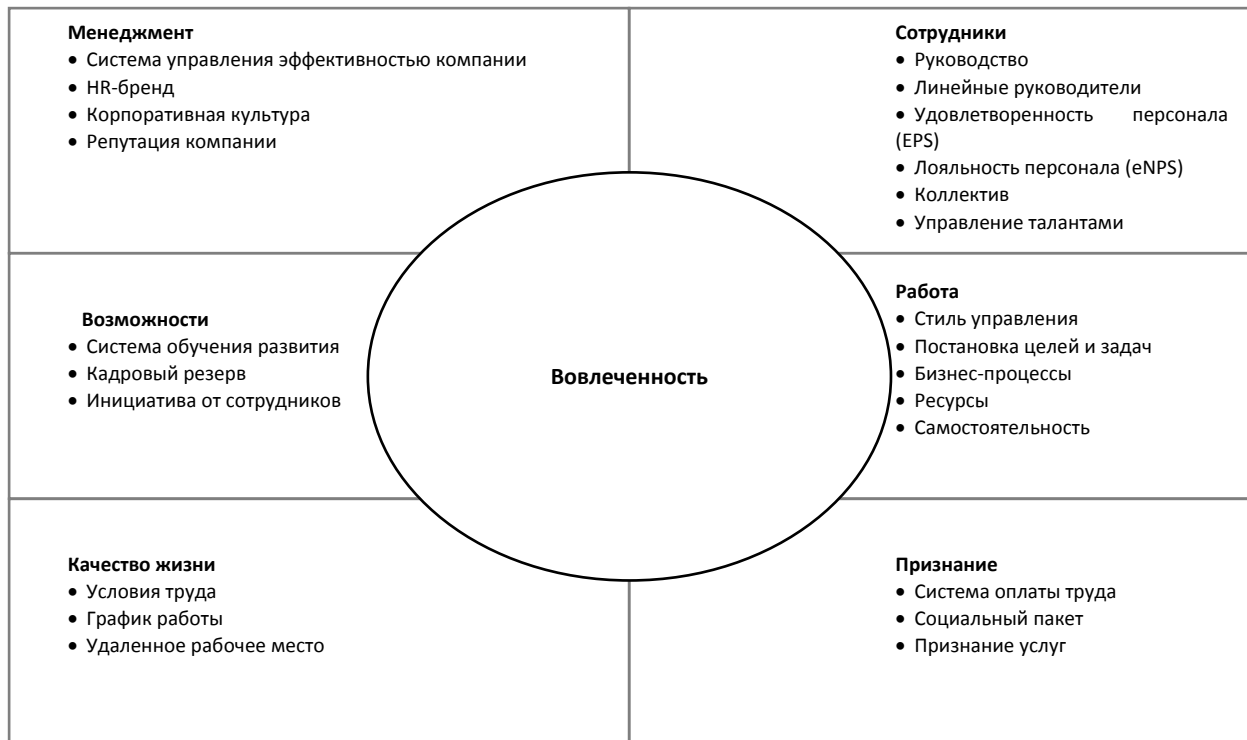 Менеджмент
• Система управления эффективностью компании
• HR-бренд
• Корпоративная культура
• Репутация компании
Сотрудники
• Руководство
• Линейные руководители
• Удовлетворенность персонала
(EPS)
• Лояльность персонала (eNPS)
• Коллектив
• Управление талантами
Возможности
• Система обучения развития
• Кадровый резерв
• Инициатива от сотрудников
Вовлеченность
Работа
• Стиль управления
• Постановка целей и задач
• Бизнес-процессы
• Ресурсы
• Самостоятельность
Качество жизни
• Условия труда
• График работы
• Удаленное рабочее место
Признание
• Система оплаты труда
• Социальный пакет
• Признание услуг